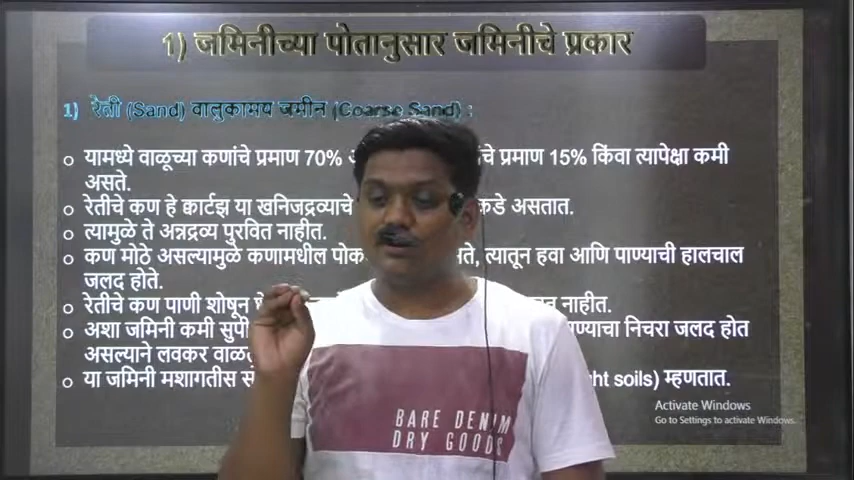 1) जमिनीच्या पोतानुसार जमिनीचे प्रकार
1) रेती (Sand) वालुकामय जमीन (Coarse Sand) :
यामध्ये वाळूच्या कणांचे प्रमाण 70% प्रमाण 15% किंवा त्यापेक्षा कमी
असते.
रेतीचे कण हे क्वार्टझ या खनिजद्रव्याचे असतात.
त्यामुळे ते अन्नद्रव्य पुरवित नाहीत.
कण मोठे असल्यामुळे कणामधील त्यातून हवा आणि पाण्याची हालचाल
जलद होते.
रेतीचे कण पाणी शोषून नाहीत.
अशा जमिनी कमी निचरा जलद होत
असल्याने लवकर
या जमिनी मशागतीस soils) म्हणतात.
BARE DENIM
DRY GOODS
Activate Windows
Go to Settings to activate Windows.